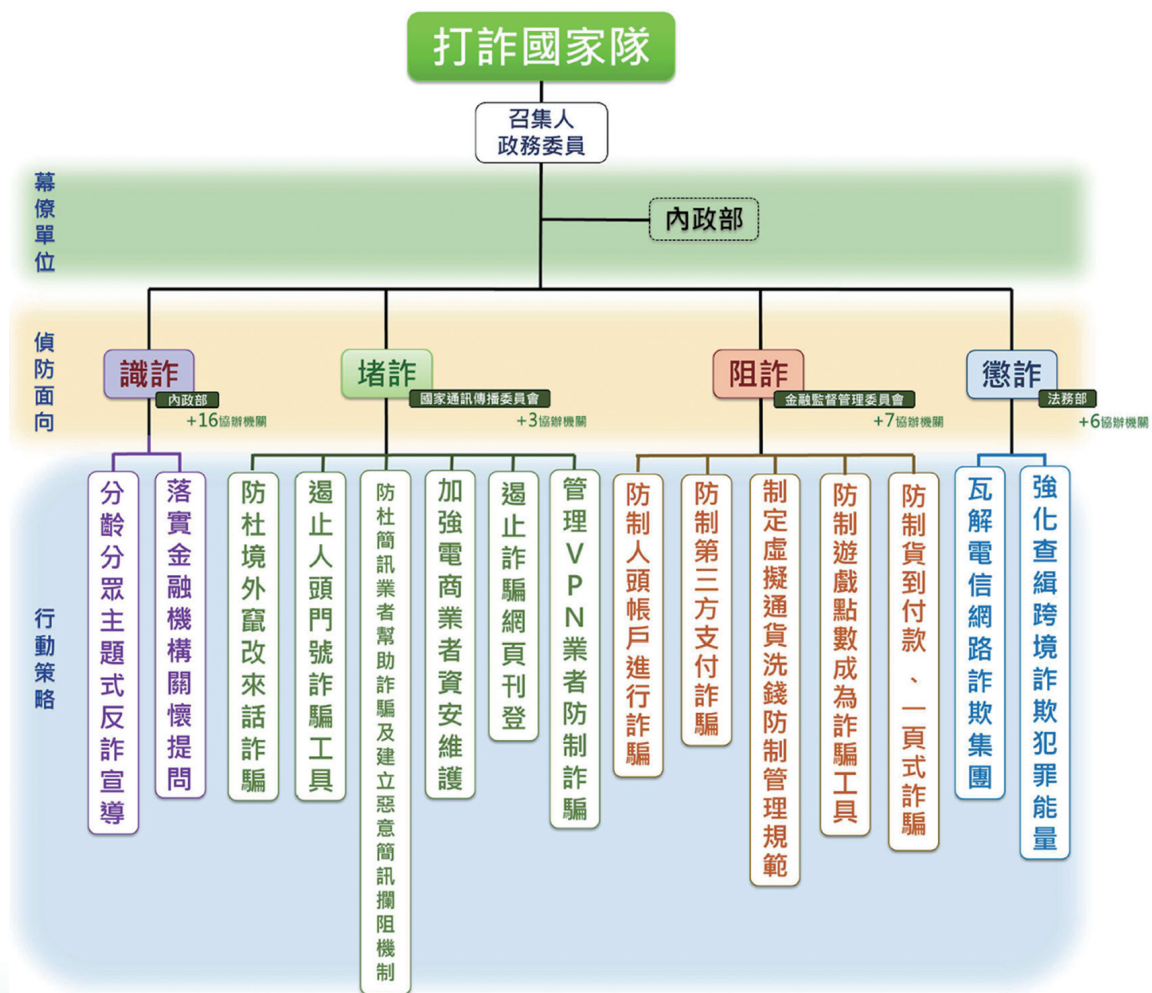 打詐國家隊
召集人
政務委員
幕僚單位
內政部
偵防面向
識詐
內政部
+16協辦機關
堵詐
國家通訊傳播委員會
+3協辦機關
阻詐
金融監督管理委員會
+7協辦機關
懲詐
法務部
+6協辦機關
行動策略
分齡分眾主題式反詐宣導
落實金融機構關懷提問
防杜境外竄改來話詐騙
遏止人頭門號詐騙工具
防杜簡訊業者幫助詐騙及建立惡意簡訊攔阻機制
加強電商業者資安維護
遏止詐騙網頁刊登
管理VPN業者防制詐騙
防制人頭帳戶進行詐騙
防制第三方支付詐騙
制定虛擬通貨洗錢防制管理規範
防制遊戲點數成為詐騙工具
防制貨到付款、一頁式詐騙
瓦解電信網路詐欺集團
強化查緝跨境詐欺犯罪能量